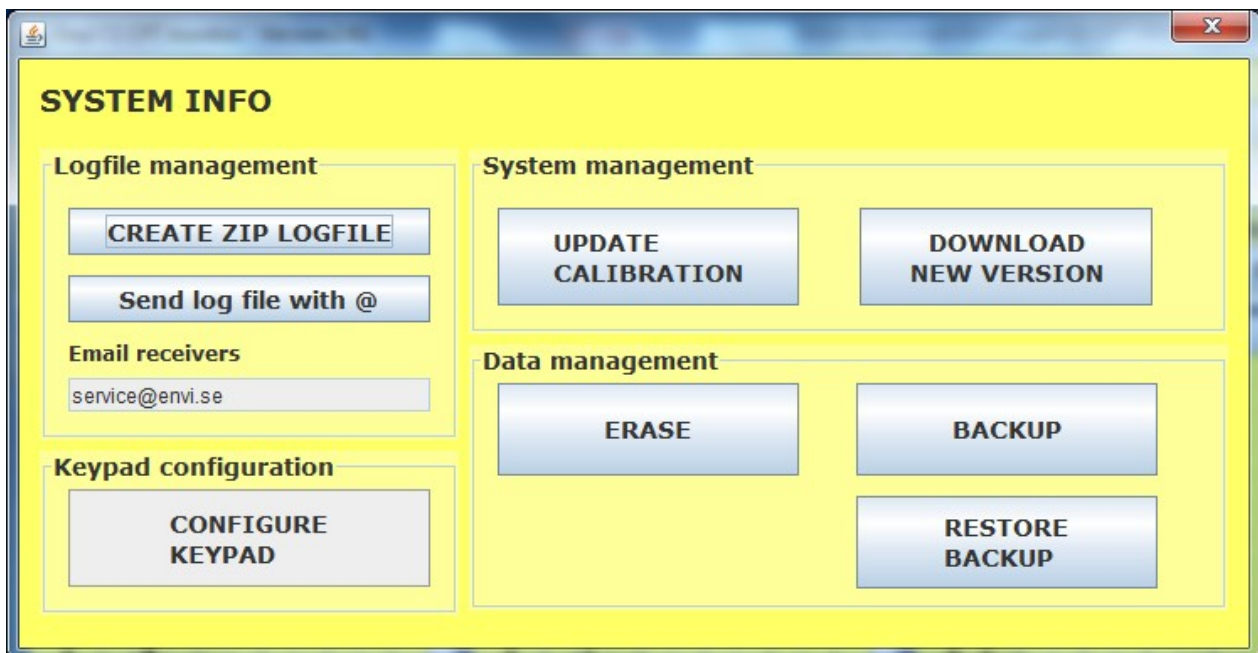 SYSTEM INFO
Logfile management
CREATE ZIP LOGFILE
Send log file with @
Email receivers
service@envi.se
Keypad configuration
CONFIGURE
KEYPAD
System management
UPDATE
CALIBRATION
DOWNLOAD
NEW VERSION
Data management
ERASE
BACKUP
RESTORE
BACKUP